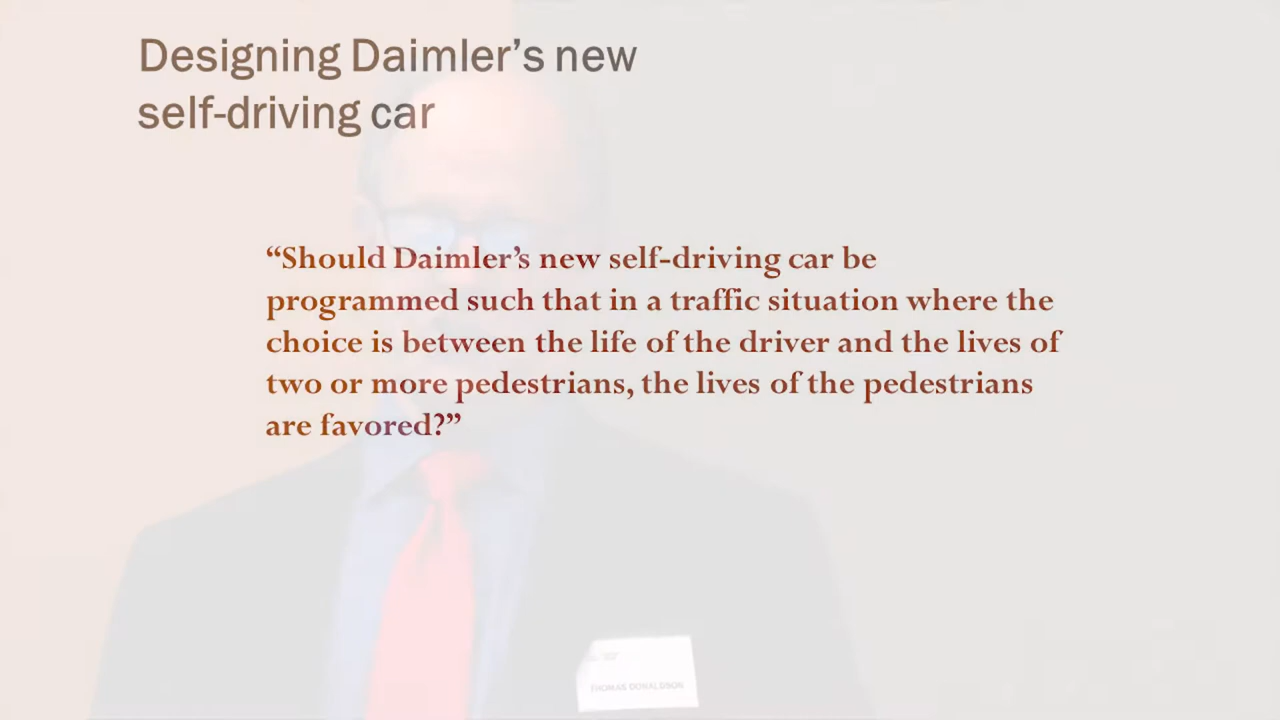 Designing Daimler’s new
self-driving car
“Should Daimler’s new self-driving car be
programmed such that in a traffic situation where the
choice is between the life of the driver and the lives of
two or more pedestrians, the lives of the pedestrians
are favored?”
THOMAS DONALDSON